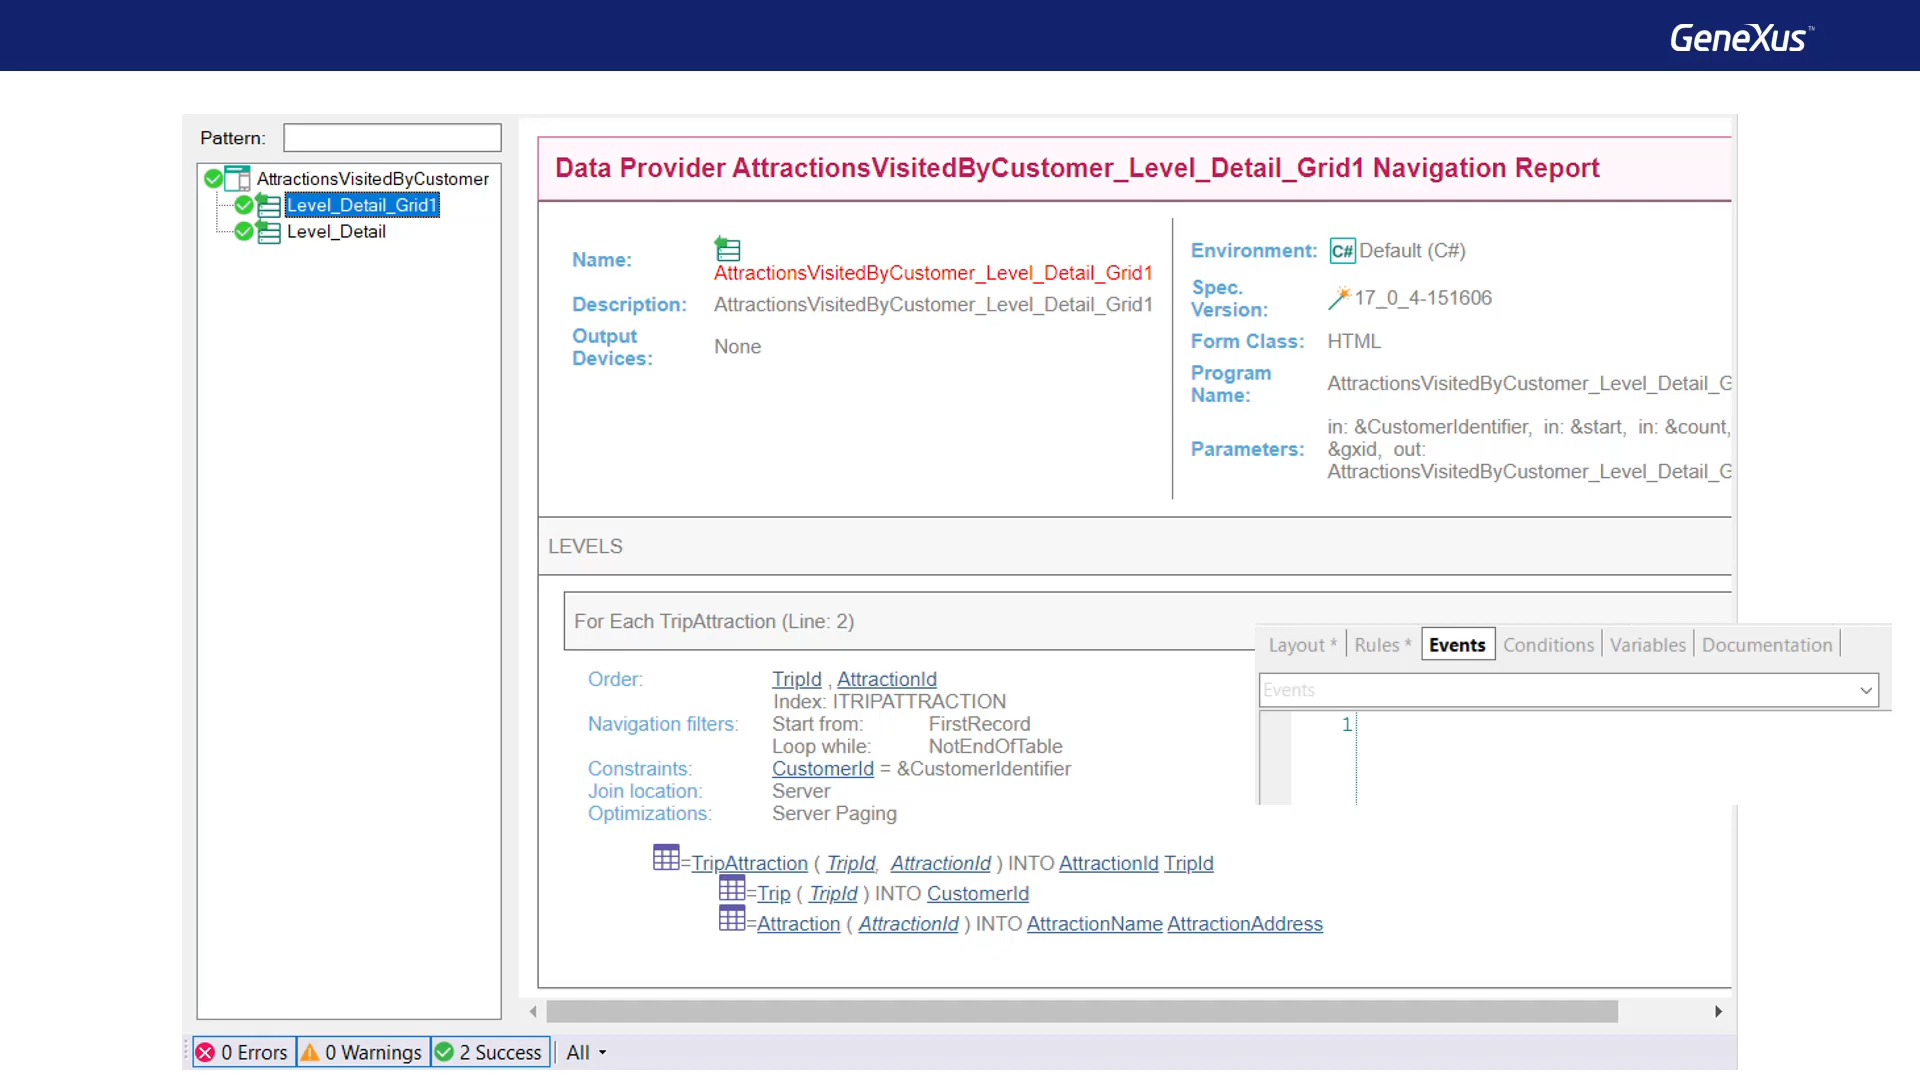 GeneXus™
Pattern:
AttractionsVisitedByCustomer
Level_Detail_Grid1
Level_Detail
Data Provider AttractionsVisitedByCustomer_Level_Detail_Grid1 Navigation Report
Name:
AttractionsVisitedByCustomer_Level_Detail_Grid1
Description: AttractionsVisitedByCustomer_Level_Detail_Grid1
Output
Devices:
None
Environment: C# Default (C#)
Spec.
Version:
17_0_4-151606
Form Class: HTML
Program
Name:
AttractionsVisitedByCustomer_Level_Detail_G
Parameters:
in: &CustomerIdentifier, in: &start, in: &count,
&gxid, out:
AttractionsVisitedByCustomer_Level_Detail_G
LEVELS
For Each TripAttraction (Line: 2)
Order: TripId , AttractionId
Index: ITRIPATTRACTION
Navigation filters: Start from: FirstRecord
Loop while: NotEndOfTable
Constraints: CustomerId = &CustomerIdentifier
Join location: Server
Optimizations: Server Paging
=TripAttraction ( TripId, AttractionId ) INTO AttractionId TripId
=Trip ( TripId ) INTO CustomerId
=Attraction ( AttractionId ) INTO AttractionName AttractionAddress
Layout * Rules * Events Conditions Variables Documentation
Events
1
0 Errors 0 Warnings 2 Success All